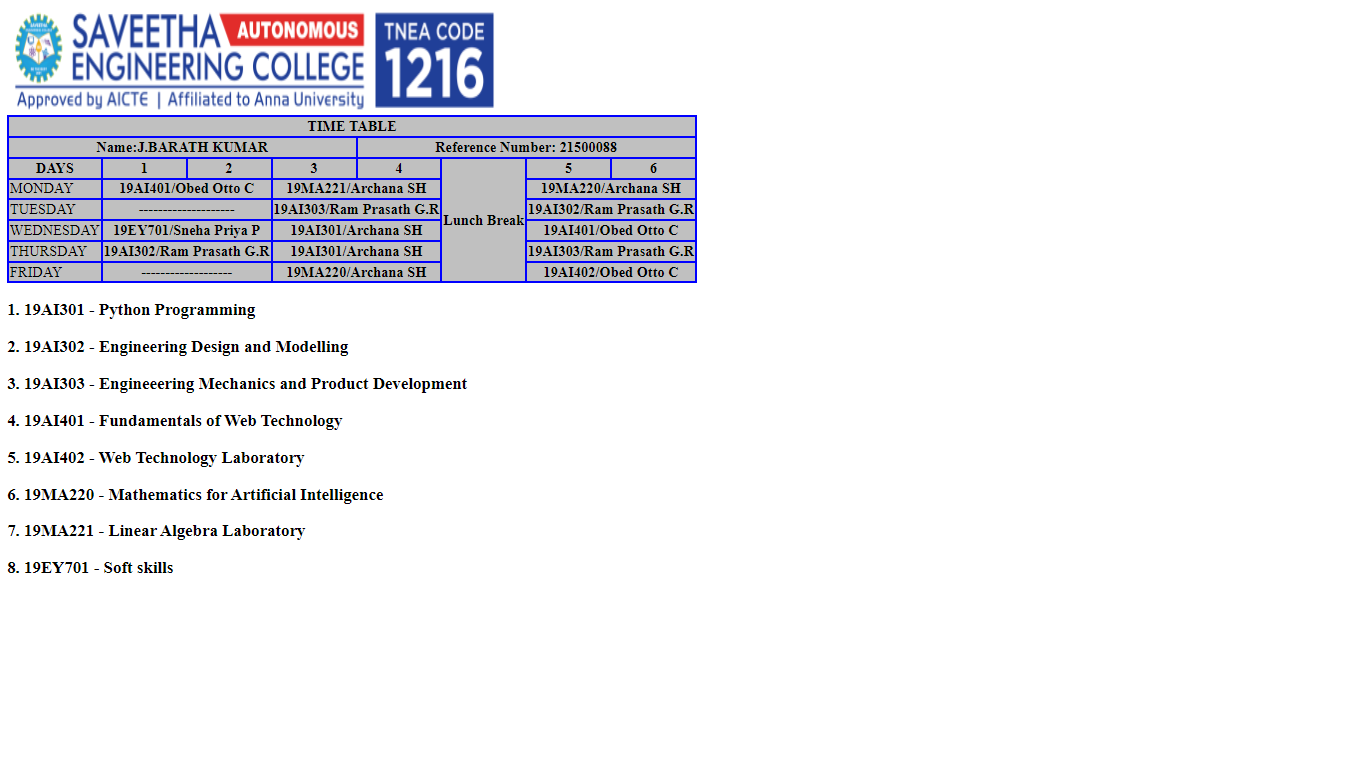 SAVEETHA AUTONOMOUS
ENGINEERING COLLEGE
Approved by AICTE | Affiliated to Anna University
TNEA CODE
1216
TIME TABLE
Name:J.BARATH KUMAR Reference Number: 21500088
DAYS 1 2 3 4 Lunch Break 5 6
MONDAY 19AI401/Obed Otto C 19MA221/Archana SH 19MA220/Archana SH
TUESDAY -------------------- 19AI303/Ram Prasath G.R 19AI302/Ram Prasath G.R
WEDNESDAY 19EY701/Sneha Priya P 19AI301/Archana SH 19AI401/Obed Otto C
THURSDAY 19AI302/Ram Prasath G.R 19AI301/Archana SH 19AI303/Ram Prasath G.R
FRIDAY ------------------- 19MA220/Archana SH 19AI402/Obed Otto C
1. 19AI301 - Python Programming
2. 19AI302 - Engineering Design and Modelling
3. 19AI303 - Engineeering Mechanics and Product Development
4. 19AI401 - Fundamentals of Web Technology
5. 19AI402 - Web Technology Laboratory
6. 19MA220 - Mathematics for Artificial Intelligence
7. 19MA221 - Linear Algebra Laboratory
8. 19EY701 - Soft skills